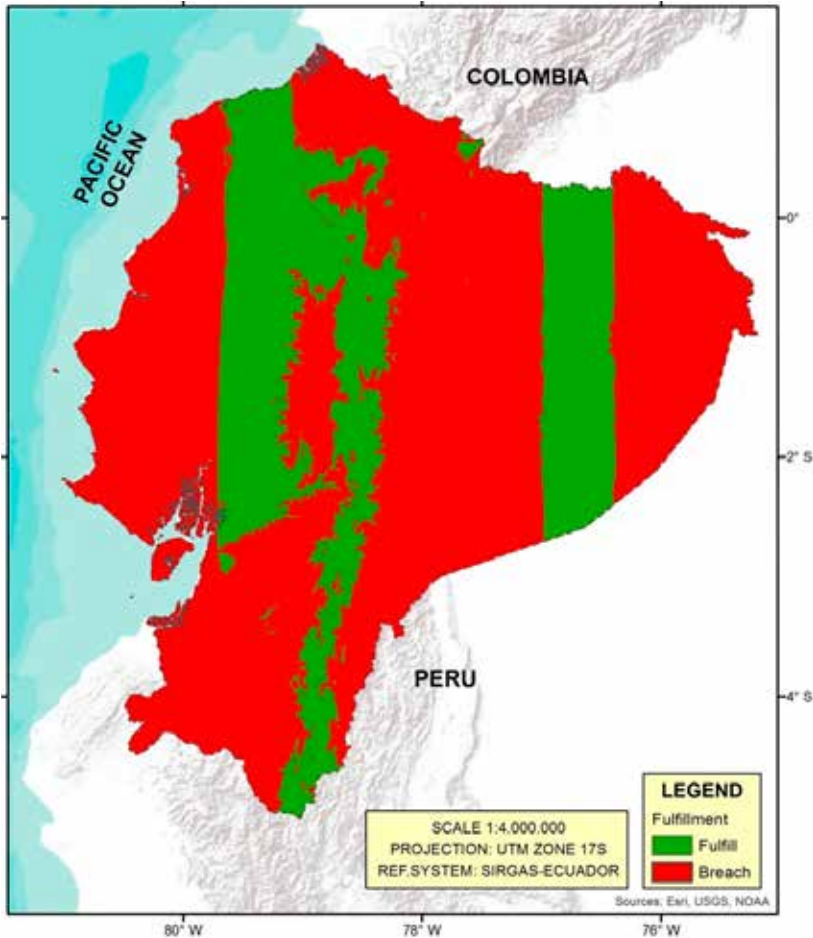 COLOMBIA
PACIFIC
OCEAN
0°
2° S
PERU
4° S
LEGEND
Fulfillment
Fulfill
Breach
SCALE 1:4.000.000
PROJECTION: UTM ZONE 17S
REF.SYSTEM: SIRGAS-ECUADOR
Sources: Esri, USGS, NOAA
80° W
78° W
76° W